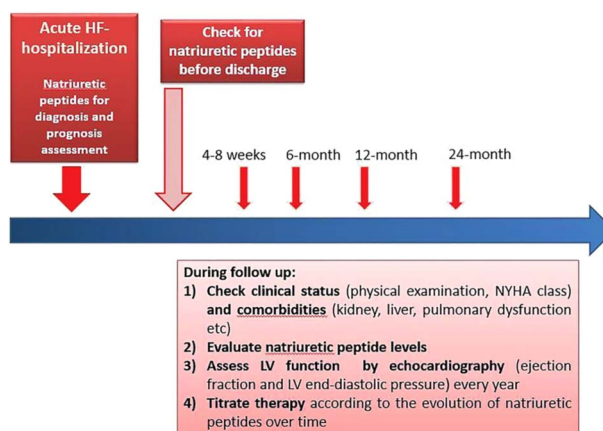 Acute HF-
hospitalization
Natriuretic
peptides for
diagnosis and
prognosis
assessment
Check for
natriuretic peptides
before discharge
4-8 weeks
6-month
12-month
24-month
During follow up:
1) Check clinical status (physical examination, NYHA class)
and comorbidities (kidney, liver, pulmonary dysfunction
etc)
2) Evaluate natriuretic peptide levels
3) Assess LV function by echocardiography (ejection
fraction and LV end-diastolic pressure) every year
4) Titrate therapy according to the evolution of natriuretic
peptides over time